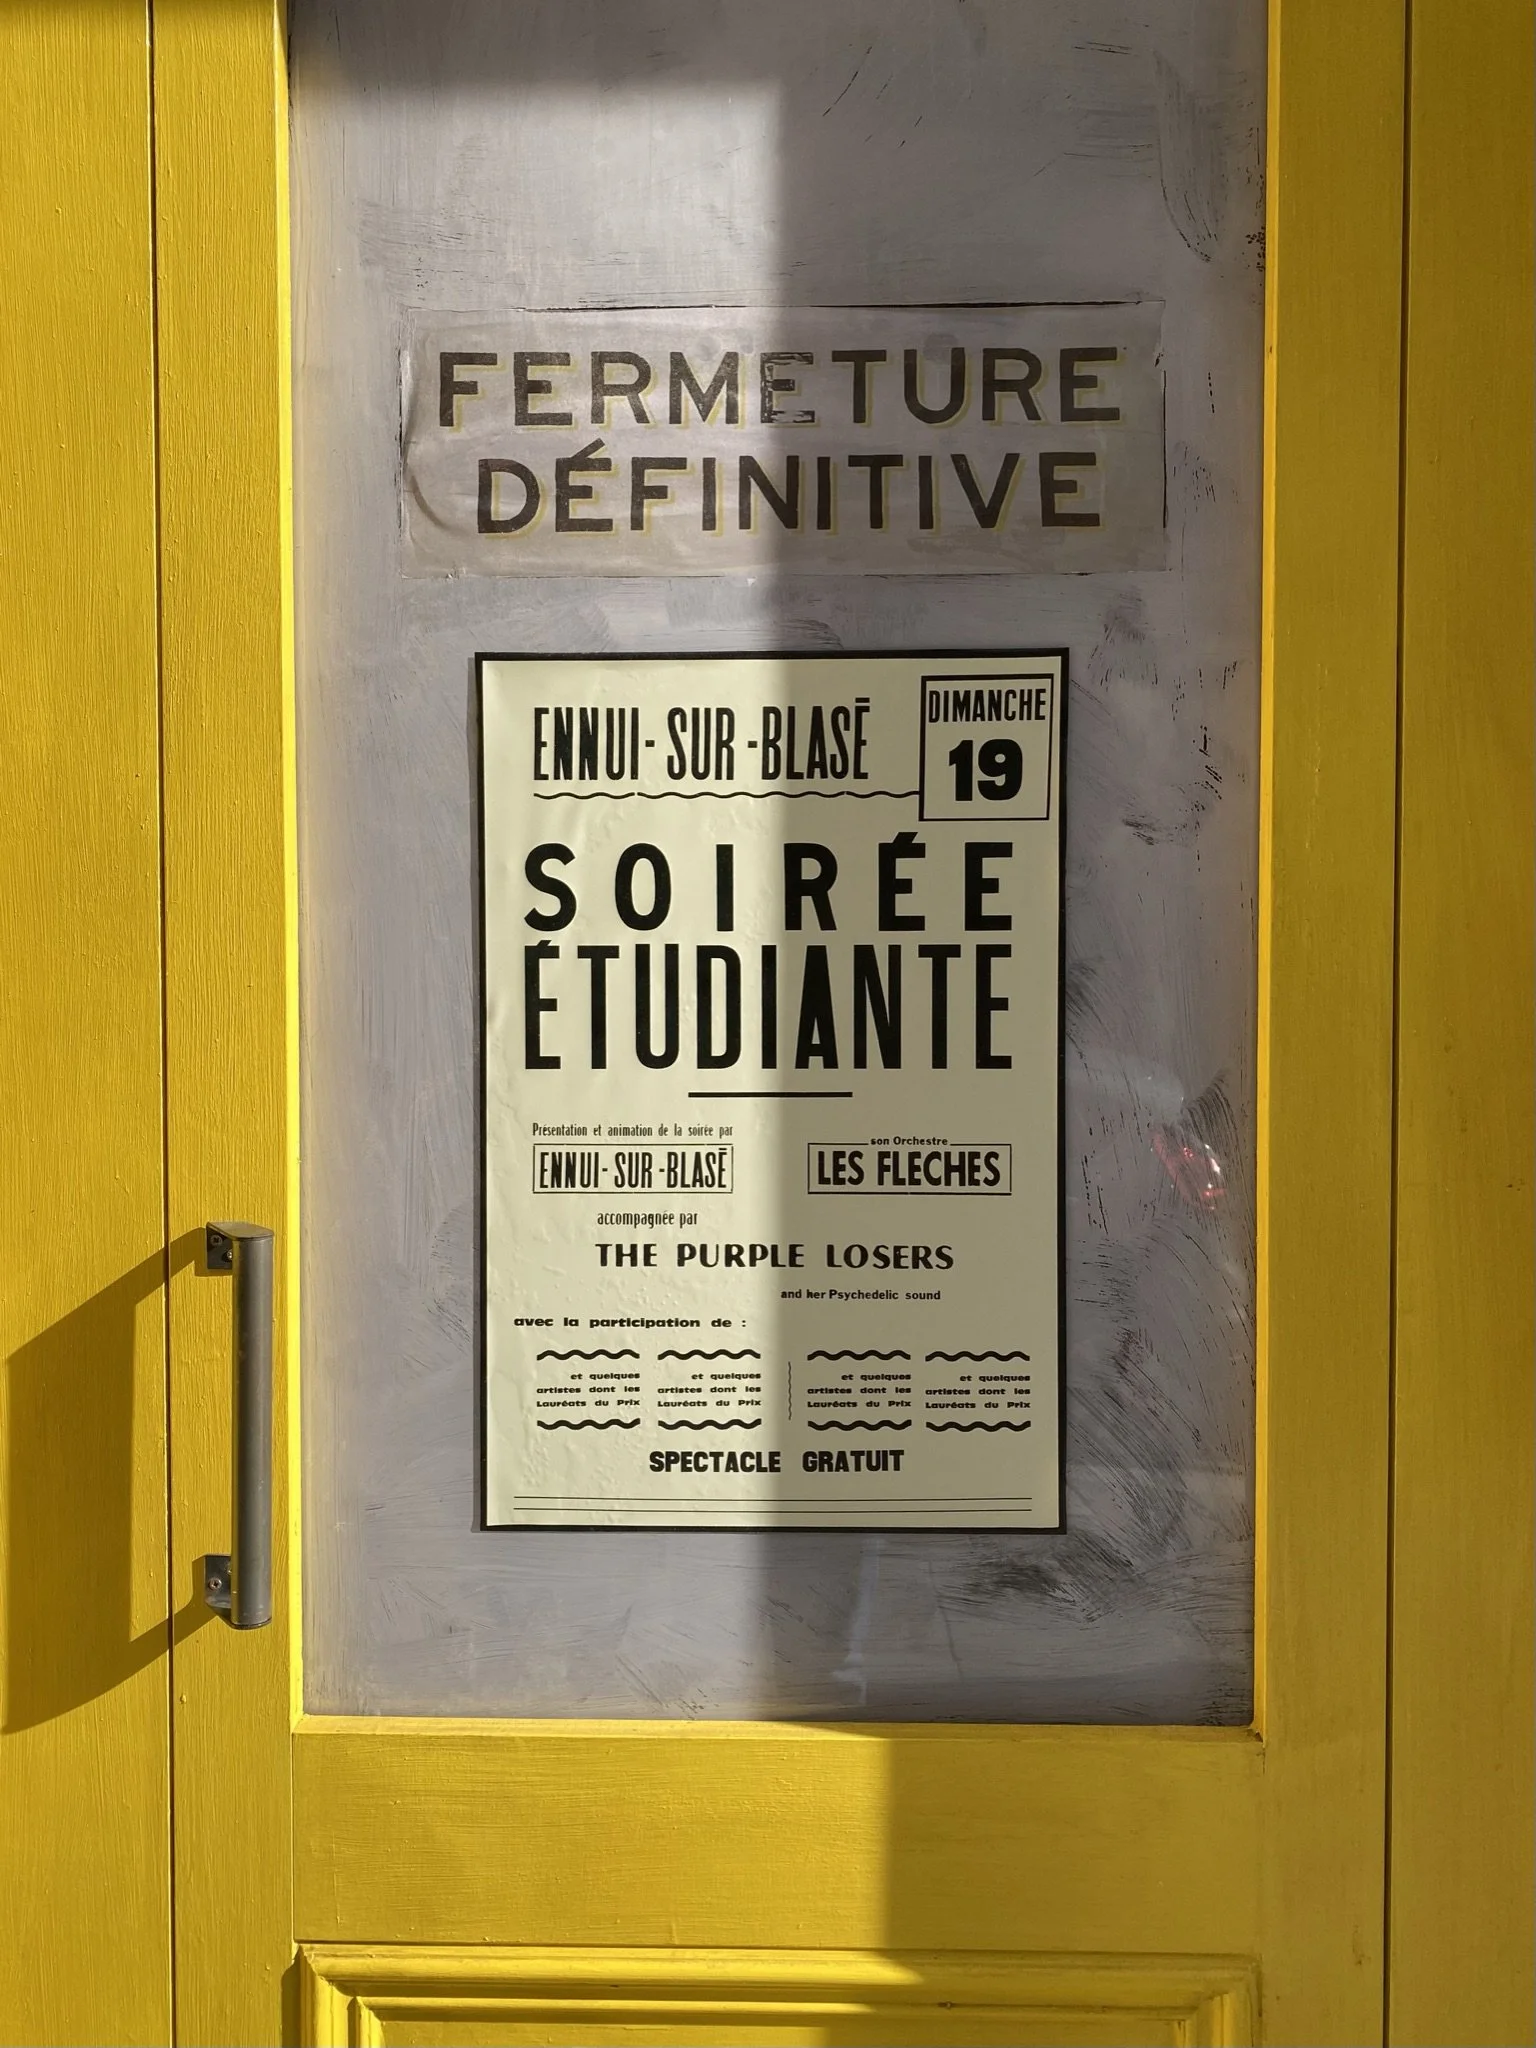 FERMETURE
DÉFINITIVE
ENNUI-SUR-BLASÉ
DIMANCHE
19
SOIRÉE
ÉTUDIANTE
Présentation et animation de la soirée par
ENNUI-SUR-BLASÉ
son Orchestre
LES FLECHES
accompagnée par
THE PURPLE LOSERS
and her Psychedelic sound
avec la participation de :
et quelques
artistes dont les
Lauréats du Prix
et quelques
artistes dont les
Lauréats du Prix
et quelques
artistes dont les
Lauréats du Prix
et quelques
artistes dont les
Lauréats du Prix
SPECTACLE GRATUIT